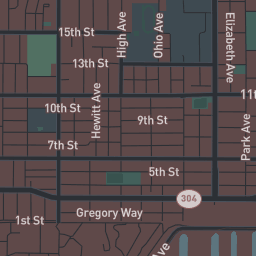 High Ave
Ohio Ave
Elizabeth Ave
15th St
13th St
11t
10th St
Hewitt Ave
9th St
Park Ave
7th St
5th St
304
Gregory Way
1st St
Ave